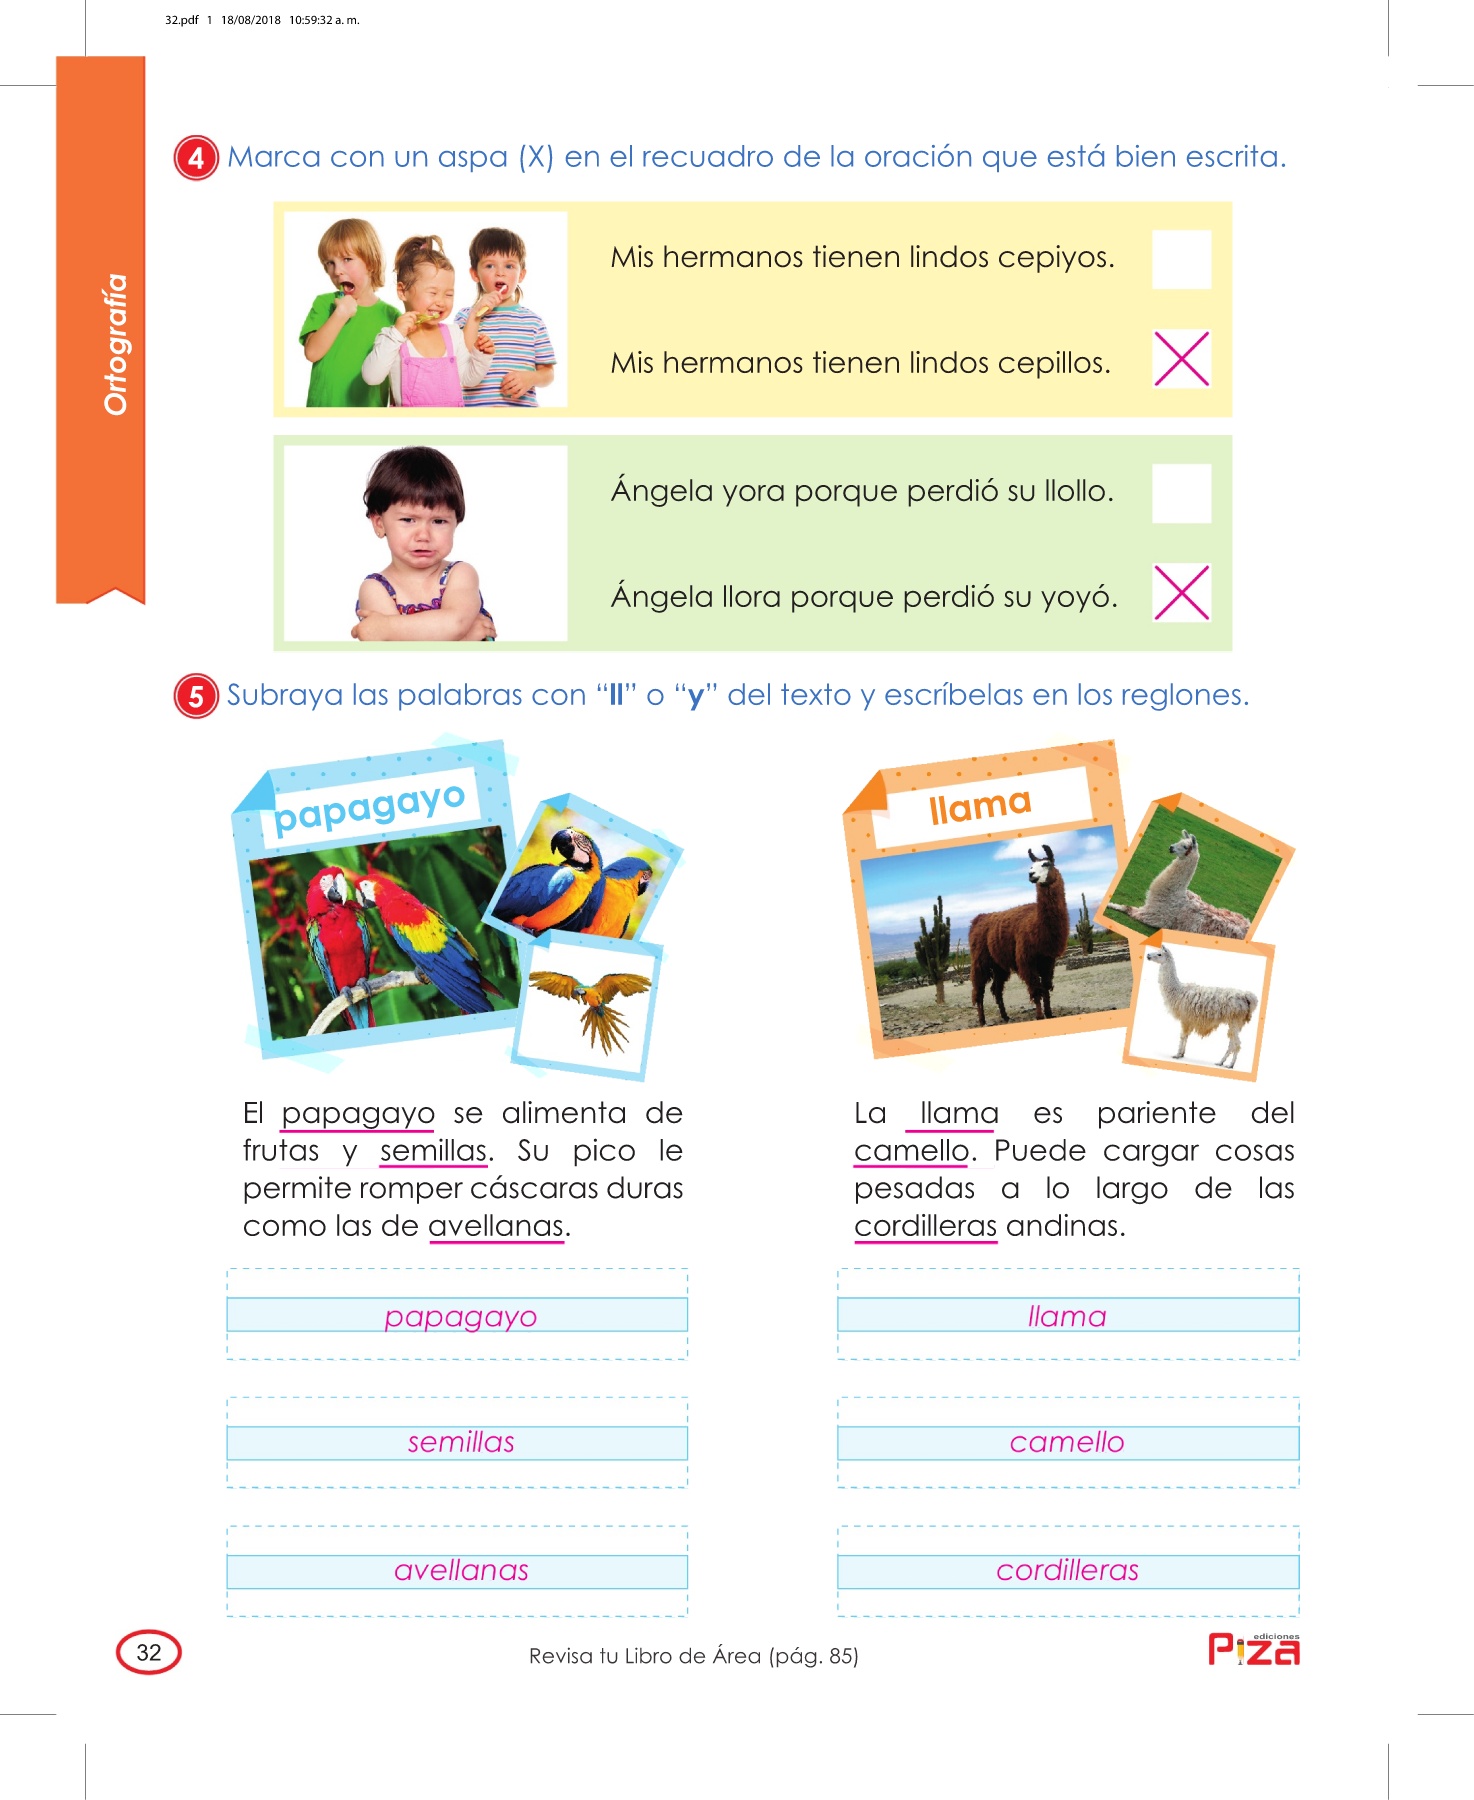 32.pdf 1 18/08/2018 10:59:32 a. m.
Ortografía
4 Marca con un aspa (X) en el recuadro de la oración que está bien escrita.
Mis hermanos tienen lindos cepiyos.
Mis hermanos tienen lindos cepillos.
Ángela yora porque perdió su llollo.
Ángela llora porque perdió su yoyó.
5 Subraya las palabras con “ll” o “y” del texto y escríbelas en los reglones.
papagayo
El papagayo se alimenta de
frutas y semillas. Su pico le
permite romper cáscaras duras
como las de avellanas.
papagayo
semillas
avellanas
llama
La llama es pariente del
camello. Puede cargar cosas
pesadas a lo largo de las
cordilleras andinas.
llama
camello
cordilleras
32
Revisa tu Libro de Área (pág. 85)
ediciones
Piza